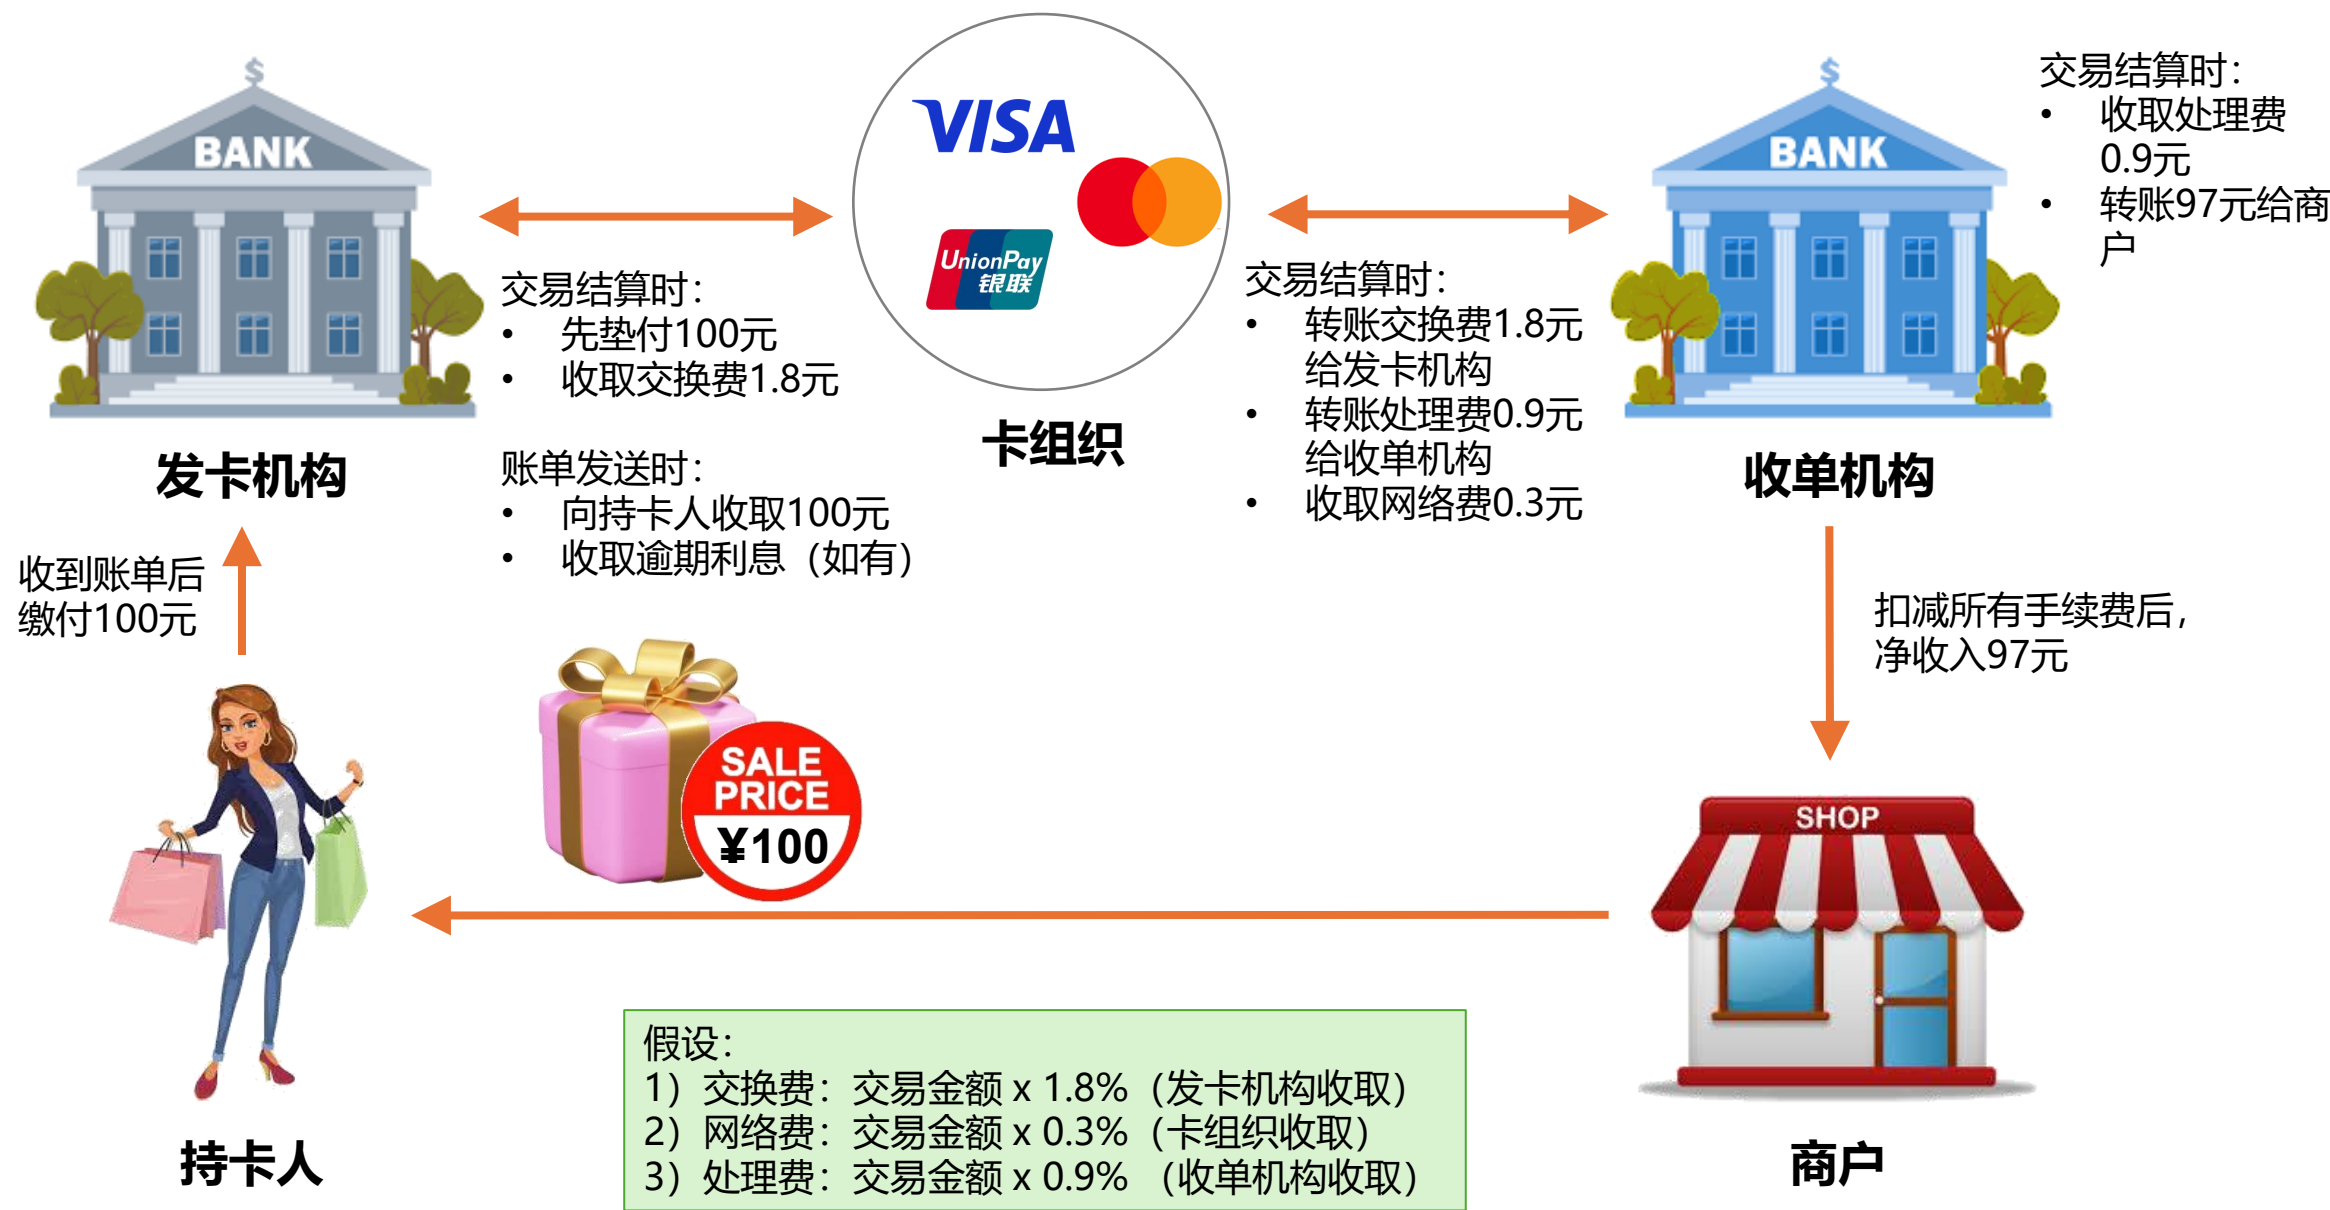 $
BANK
发卡机构
交易结算时：
• 先垫付100元
• 收取交换费1.8元
账单发送时：
• 向持卡人收取100元
• 收取逾期利息（如有）
VISA
UnionPay
银联
卡组织
交易结算时：
• 转账交换费1.8元
给发卡机构
• 转账处理费0.9元
给收单机构
• 收取网络费0.3元
$
BANK
收单机构
交易结算时：
• 收取处理费
0.9元
• 转账97元给商
户
收到账单后
缴付100元
扣减所有手续费后，
净收入97元
SALE
PRICE
¥100
SHOP
持卡人
商户
假设：
1）交换费：交易金额 x 1.8%（发卡机构收取）
2）网络费：交易金额 x 0.3%（卡组织收取）
3）处理费：交易金额 x 0.9% （收单机构收取）